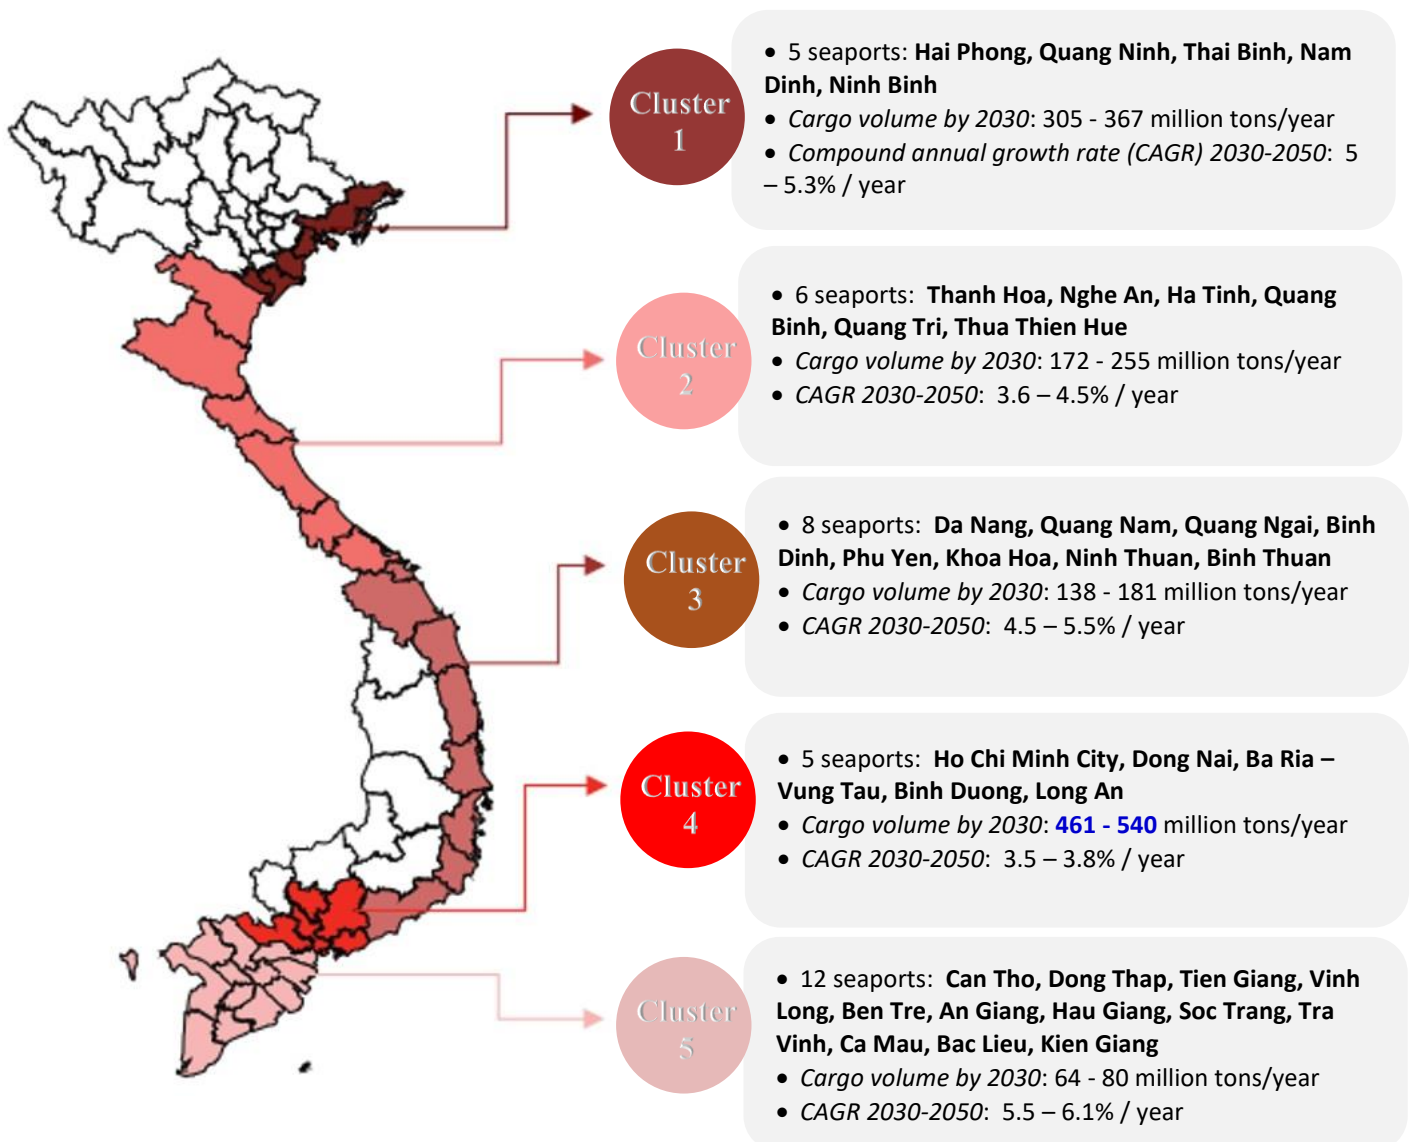 Cluster
1
• 5 seaports: Hai Phong, Quang Ninh, Thai Binh, Nam
Dinh, Ninh Binh
• Cargo volume by 2030: 305 - 367 million tons/year
• Compound annual growth rate (CAGR) 2030-2050: 5
– 5.3% / year
Cluster
2
• 6 seaports: Thanh Hoa, Nghe An, Ha Tinh, Quang
Binh, Quang Tri, Thua Thien Hue
• Cargo volume by 2030: 172 - 255 million tons/year
• CAGR 2030-2050: 3.6 – 4.5% / year
Cluster
3
• 8 seaports: Da Nang, Quang Nam, Quang Ngai, Binh
Dinh, Phu Yen, Khoa Hoa, Ninh Thuan, Binh Thuan
• Cargo volume by 2030: 138 - 181 million tons/year
• CAGR 2030-2050: 4.5 – 5.5% / year
Cluster
4
• 5 seaports: Ho Chi Minh City, Dong Nai, Ba Ria –
Vung Tau, Binh Duong, Long An
• Cargo volume by 2030: 461 - 540 million tons/year
• CAGR 2030-2050: 3.5 – 3.8% / year
Cluster
5
• 12 seaports: Can Tho, Dong Thap, Tien Giang, Vinh
Long, Ben Tre, An Giang, Hau Giang, Soc Trang, Tra
Vinh, Ca Mau, Bac Lieu, Kien Giang
• Cargo volume by 2030: 64 - 80 million tons/year
• CAGR 2030-2050: 5.5 – 6.1% / year